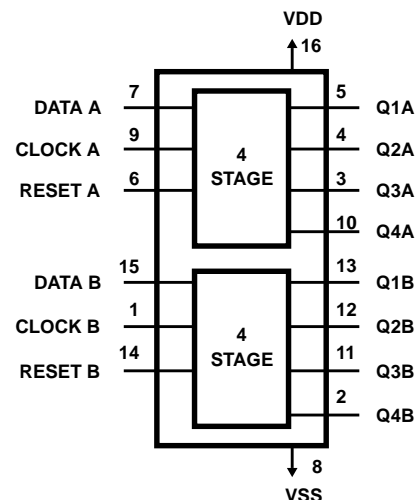 VDD
16
7 5
DATA A Q1A
9 4
CLOCK A Q2A
4
STAGE
6 3
RESET A Q3A
10
Q4A
15 13
DATA B Q1B
1 12
CLOCK B Q2B
4
STAGE
14 11
RESET B Q3B
2
Q4B
8
VSS